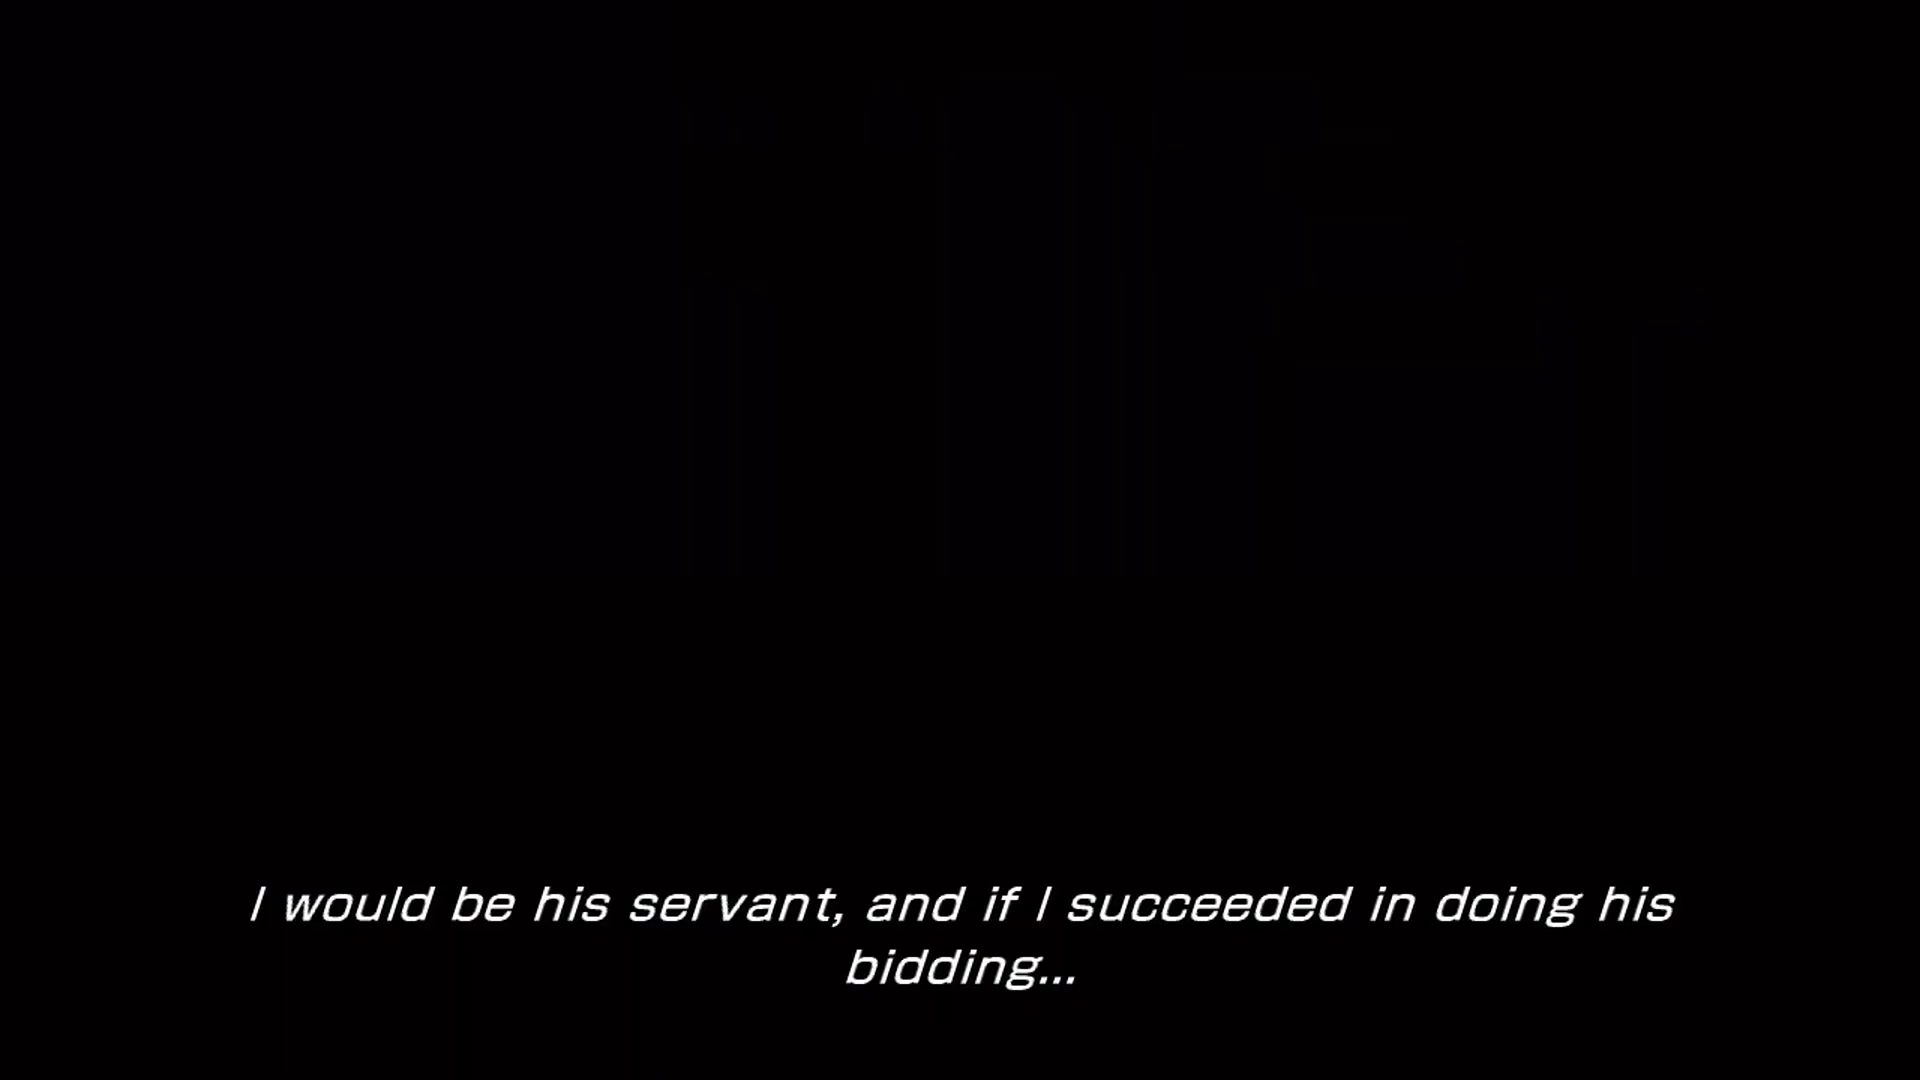 I would be his servant, and if I succeeded in doing his
bidding...